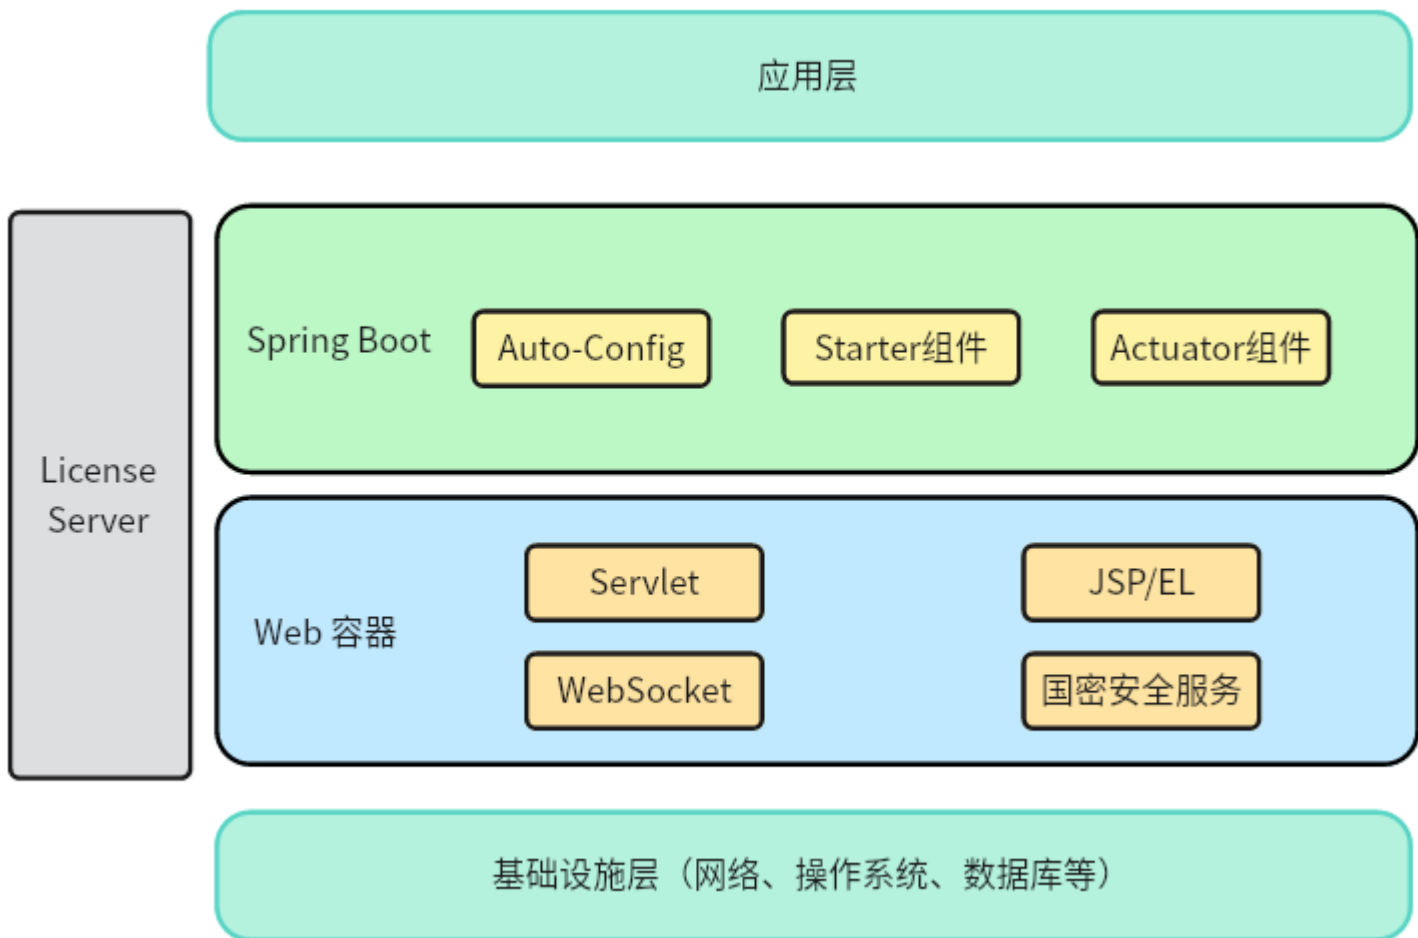 应用层
License
Server
Spring Boot
Auto-Config
Starter组件
Actuator组件
Web 容器
Servlet
JSP/EL
WebSocket
国密安全服务
基础设施层（网络、操作系统、数据库等）